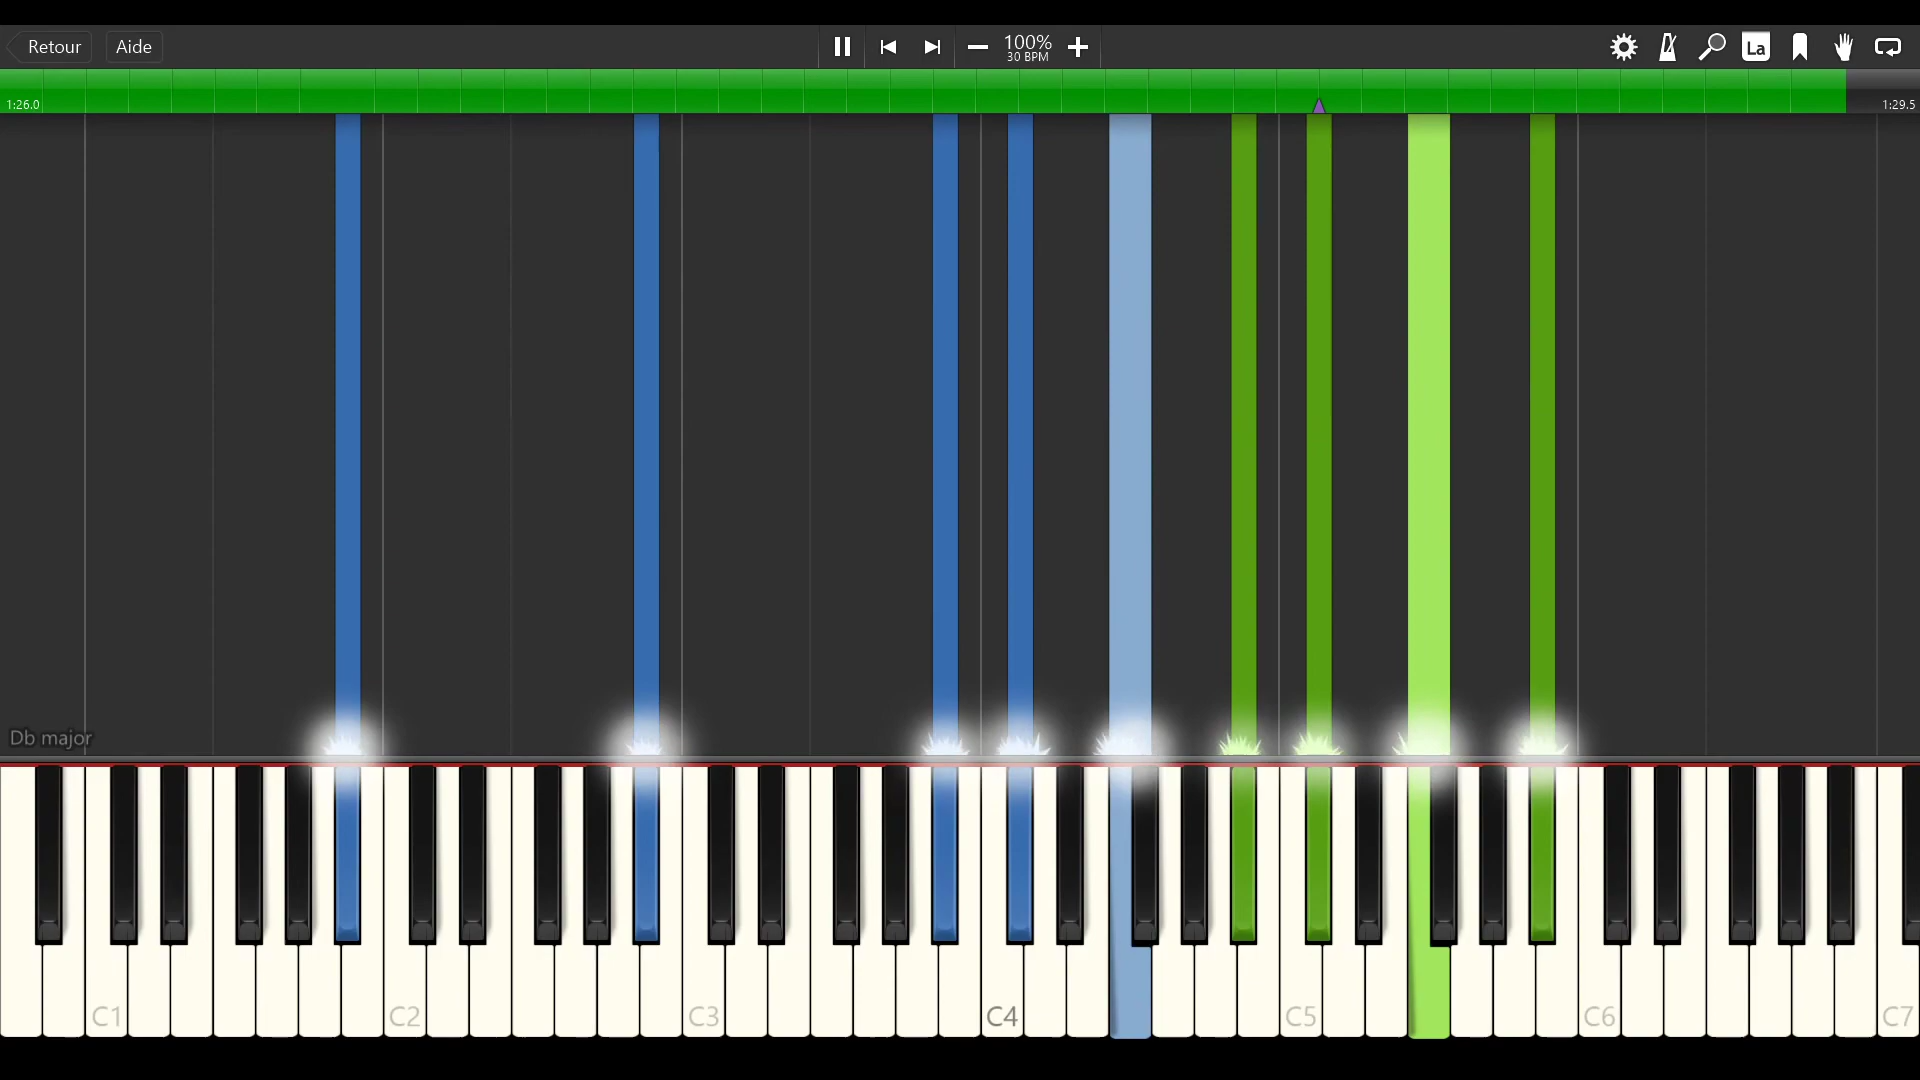 Retour
Aide
100%
30 BPM
La
1:26.0
1:29.5
Db major
C1
C2
C3
C4
C5
C6
C7